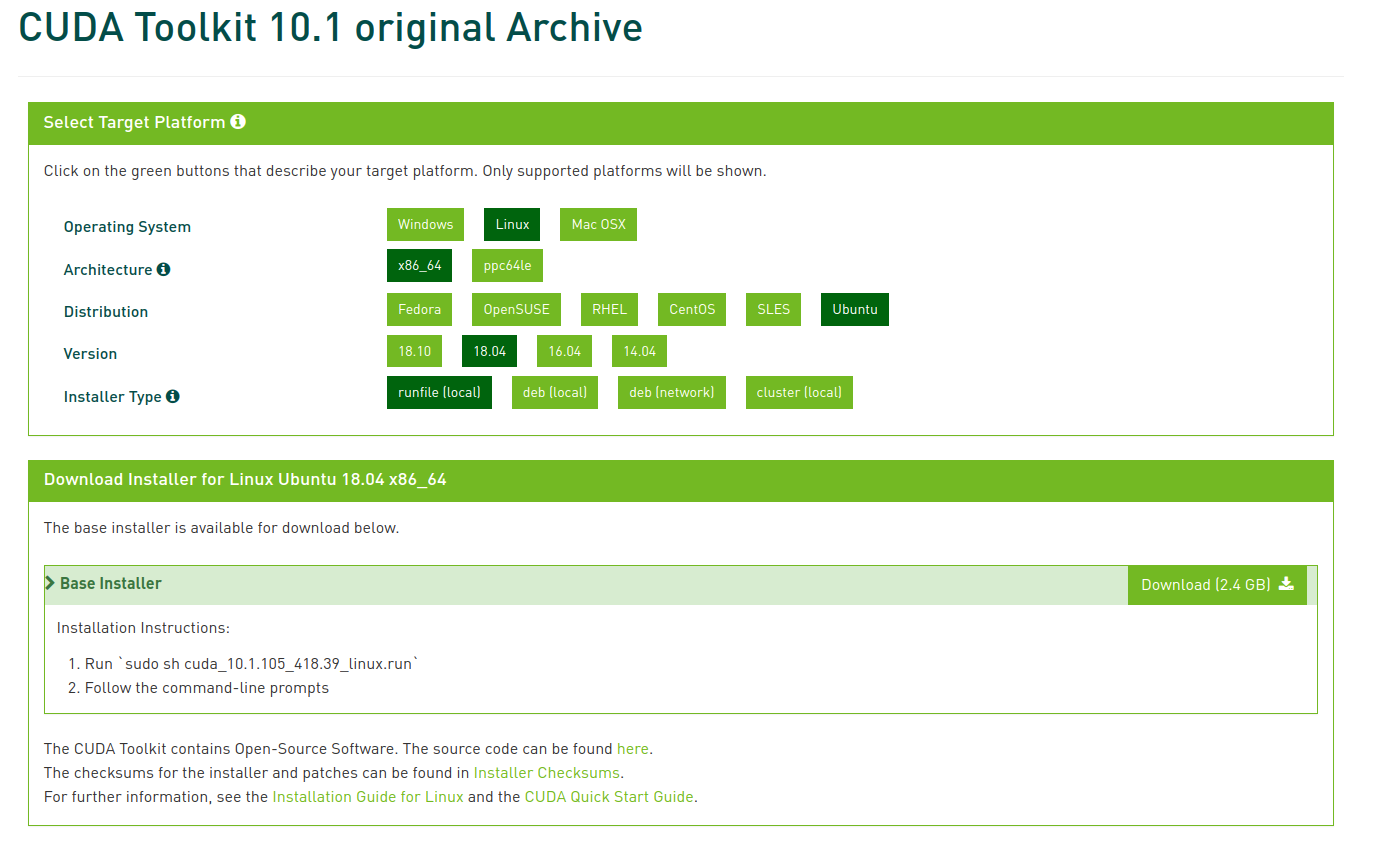 CUDA Toolkit 10.1 original Archive
Select Target Platform
Click on the green buttons that describe your target platform. Only supported platforms will be shown.
Operating System Windows Linux Mac OSX
Architecture x86_64 ppc64le
Distribution Fedora OpenSUSE RHEL CentOS SLES Ubuntu
Version 18.10 18.04 16.04 14.04
Installer Type runfile (local) deb (local) deb (network) cluster (local)
Download Installer for Linux Ubuntu 18.04 x86_64
The base installer is available for download below.
Base Installer Download (2.4 GB)
Installation Instructions:
1. Run `sudo sh cuda_10.1.105_418.39_linux.run`
2. Follow the command-line prompts
The CUDA Toolkit contains Open-Source Software. The source code can be found here.
The checksums for the installer and patches can be found in Installer Checksums.
For further information, see the Installation Guide for Linux and the CUDA Quick Start Guide.